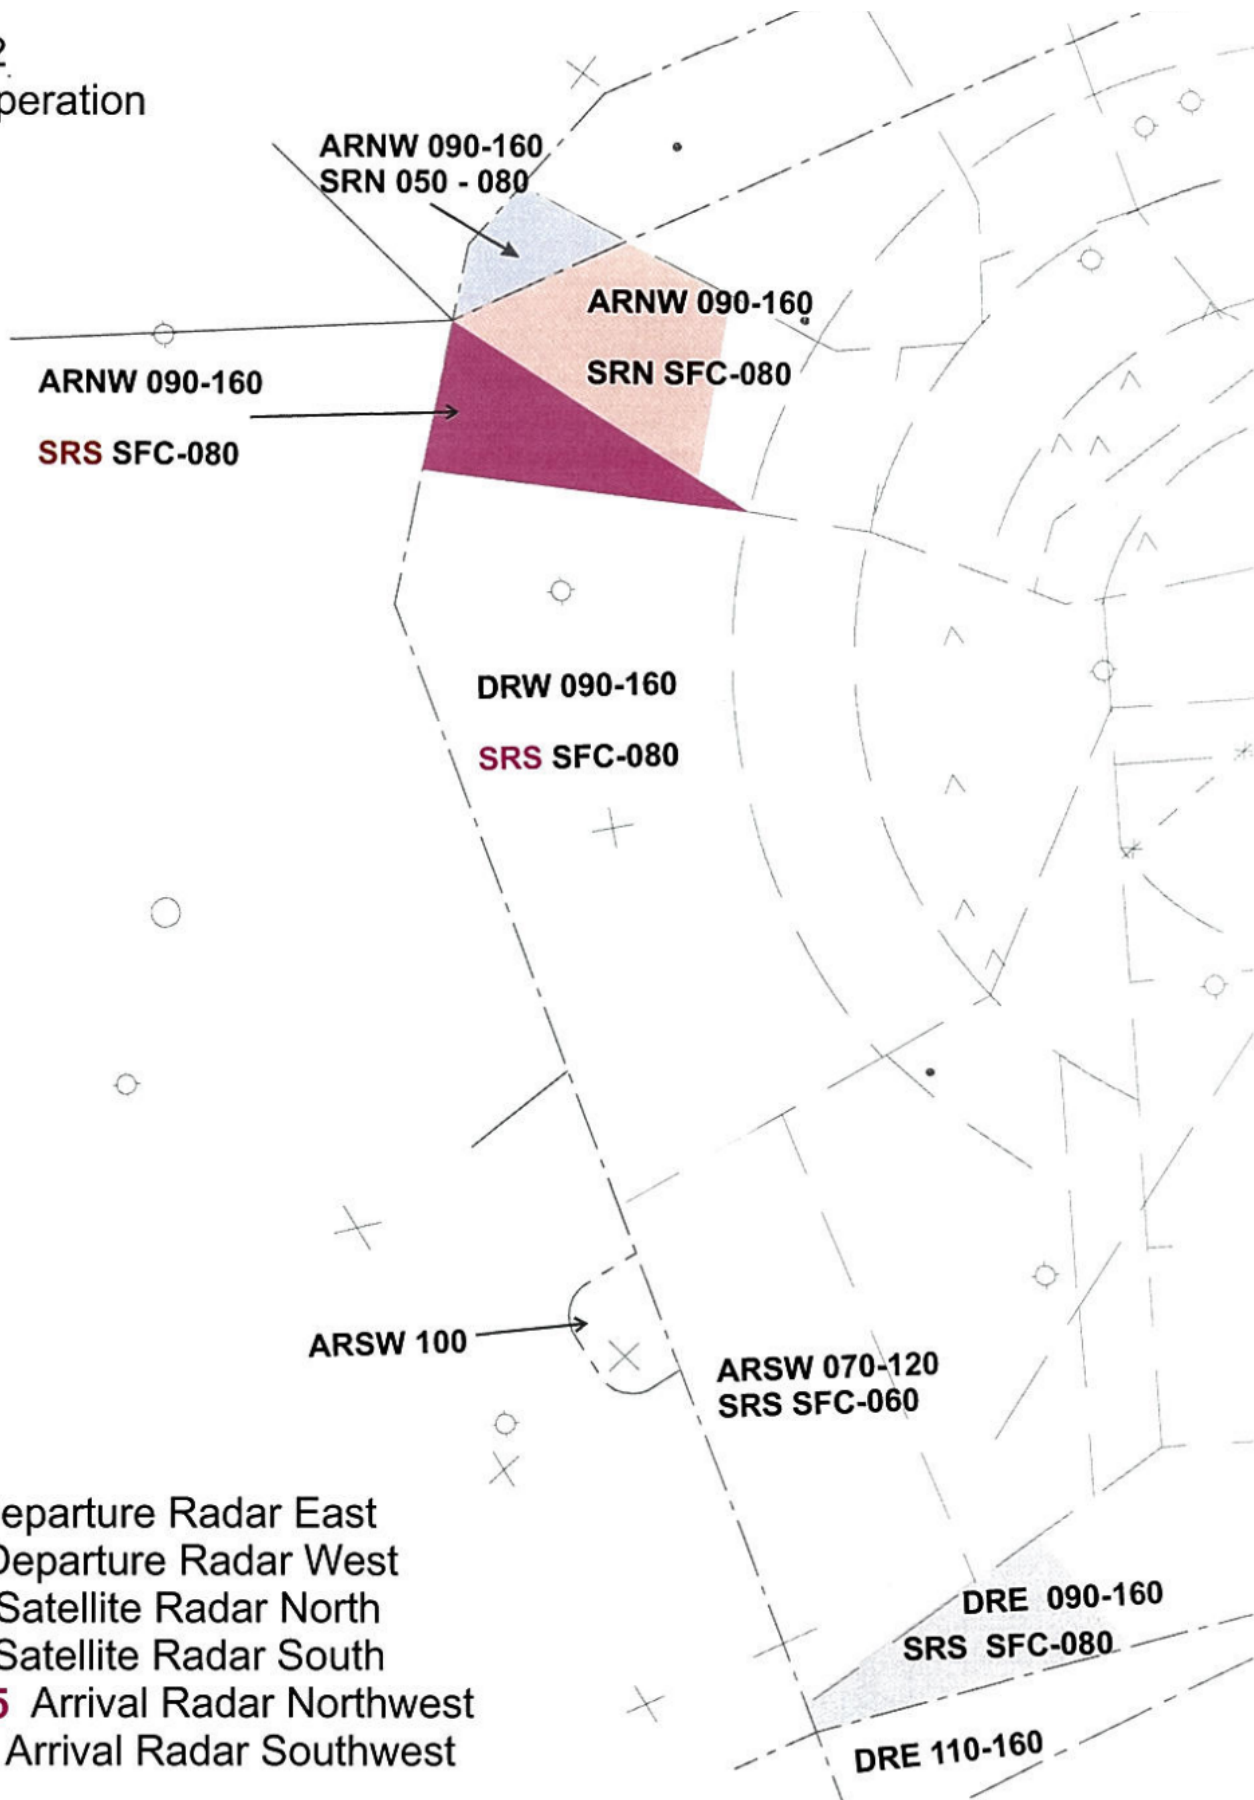 2
peration
ARNW 090-160
SRN 050 - 080
ARNW 090-160
SRN SFC-080
ARNW 090-160
SRS SFC-080
DRW 090-160
SRS SFC-080
ARSW 100
ARSW 070-120
SRS SFC-060
eparture Radar East
Departure Radar West
Satellite Radar North
Satellite Radar South
5 Arrival Radar Northwest
Arrival Radar Southwest
DRE 090-160
SRS SFC-080
DRE 110-160